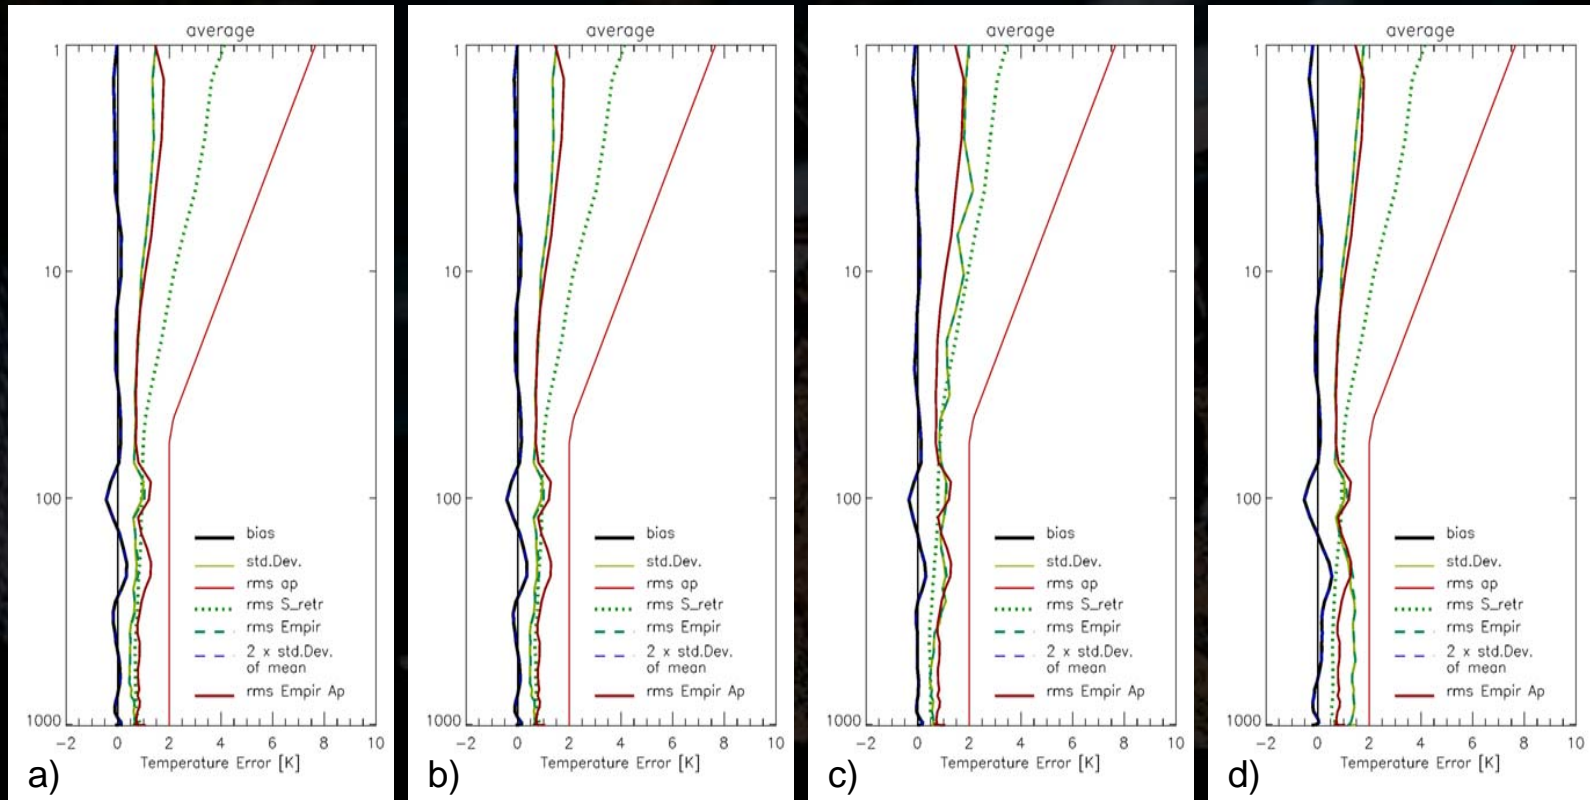 average
1
10
100
1000
bias
std.Dev.
rms ap
rms S_retr
rms Empir
2 x std.Dev.
of mean
rms Empir Ap
-2 0 2 4 6 8 10
Temperature Error [K]
a)
average
1
10
100
1000
bias
std.Dev.
rms ap
rms S_retr
rms Empir
2 x std.Dev.
of mean
rms Empir Ap
-2 0 2 4 6 8 10
Temperature Error [K]
b)
average
1
10
100
1000
bias
std.Dev.
rms ap
rms S_retr
rms Empir
2 x std.Dev.
of mean
rms Empir Ap
-2 0 2 4 6 8 10
Temperature Error [K]
c)
average
1
10
100
1000
bias
std.Dev.
rms ap
rms S_retr
rms Empir
2 x std.Dev.
of mean
rms Empir Ap
-2 0 2 4 6 8 10
Temperature Error [K]
d)